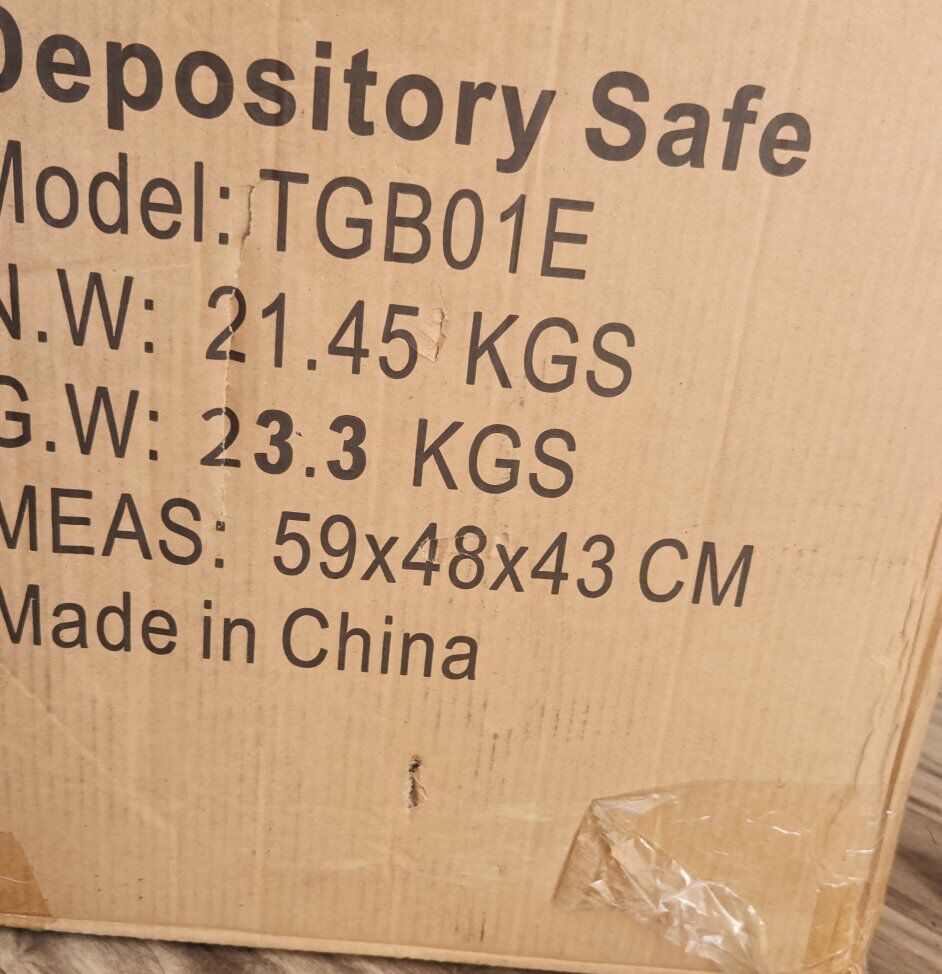 Depository Safe
Model: TGB01E
N.W: 21.45 KGS
G.W: 23.3 KGS
MEAS: 59x48x43 CM
Made in China